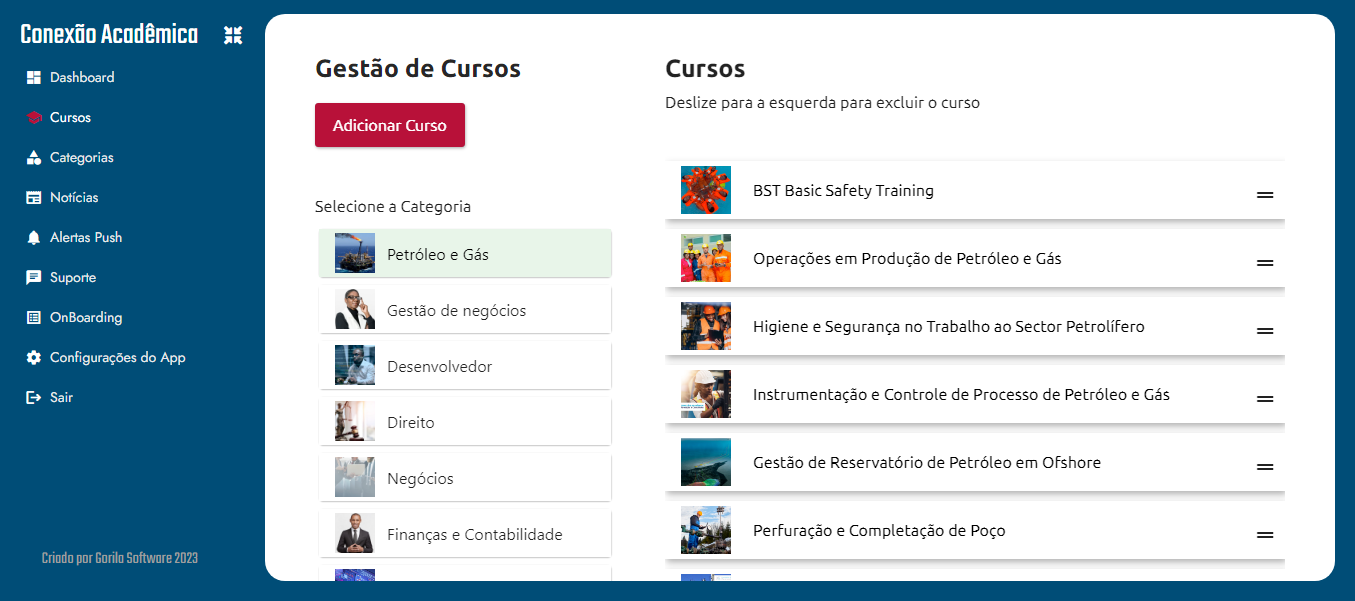 Conexão Acadêmica
Dashboard
Cursos
Categorias
Notícias
Alertas Push
Suporte
OnBoarding
Configurações do App
Sair
Criado por Gorila Software 2023
Gestão de Cursos
Adicionar Curso
Selecione a Categoria
Petróleo e Gás
Gestão de negócios
Desenvolvedor
Direito
Negócios
Finanças e Contabilidade
Cursos
Deslize para a esquerda para excluir o curso
BST Basic Safety Training
Operações em Produção de Petróleo e Gás
Higiene e Segurança no Trabalho ao Sector Petrolífero
Instrumentação e Controle de Processo de Petróleo e Gás
Gestão de Reservatório de Petróleo em Ofshore
Perfuração e Completação de Poço